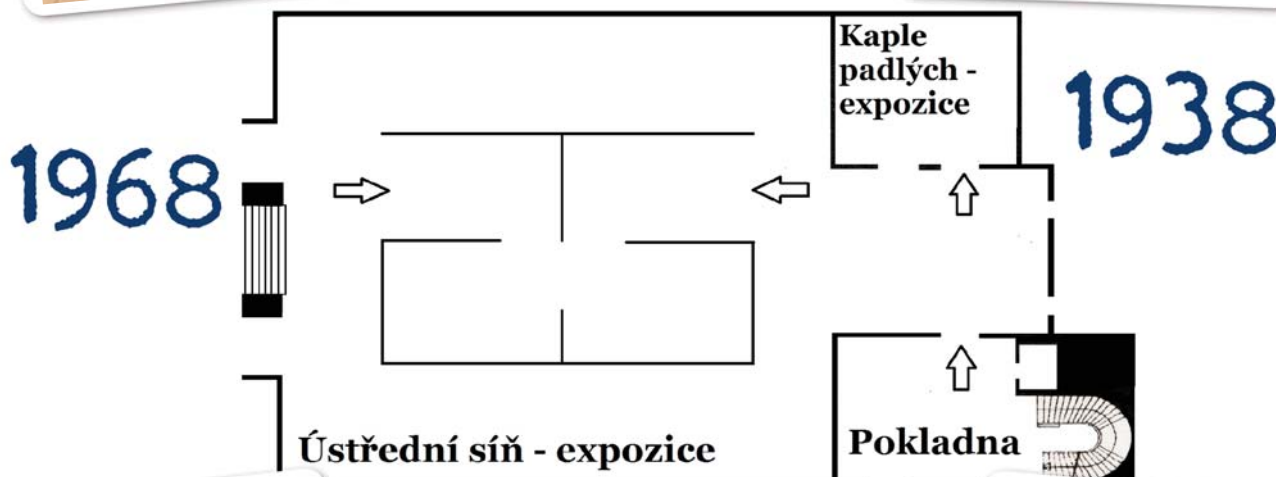 Kaple
padlých -
expozice
1938
1968
Ústřední síň - expozice
Pokladna